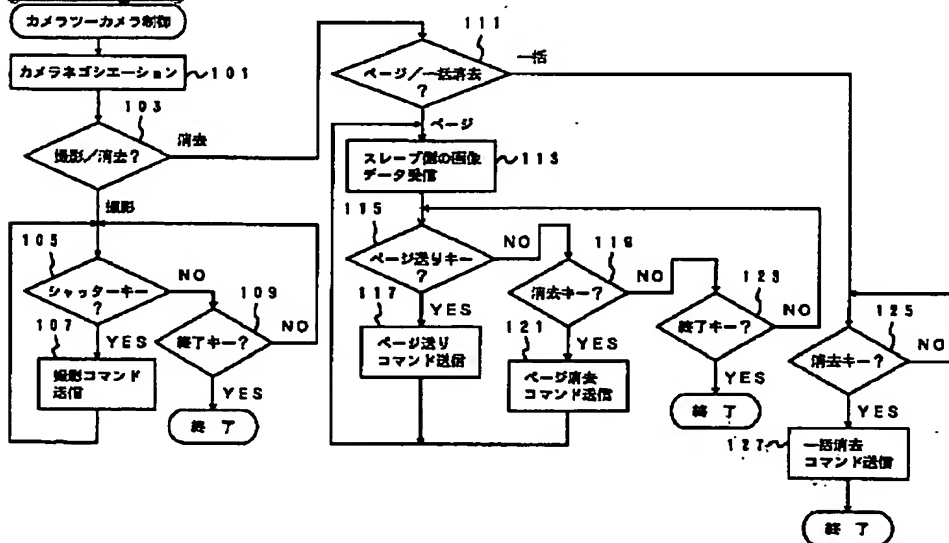 カメラツーカメラ制御
カメラネゴシエーション
101
103
撮影/消去?
消去
撮影
105
シャッターキー
?
NO
109
107
YES
終了キー?
NO
撮影コマンド
送信
YES
終了
111
ページ/一括消去
?
一括
ページ
スレーブ側の画像
データ受信
113
115
ページ送りキー
?
NO
119
117
YES
消去キー?
NO
123
ページ送り
コマンド送信
121
YES
終了キー?
NO
ページ消去
コマンド送信
YES
終了
125
消去キー?
NO
YES
127
一括消去
コマンド送信
終了